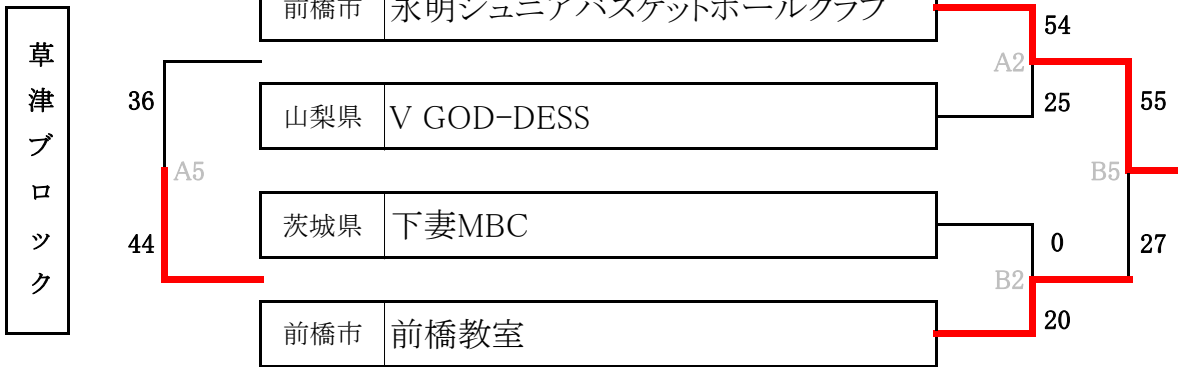 草津ブロック
前橋市 永明ジュニアバスケットボールクラブ
54
A2
36
山梨県 V GOD-DESS
25
55
A5
B5
茨城県 下妻MBC
44
0
27
B2
前橋市 前橋教室
20